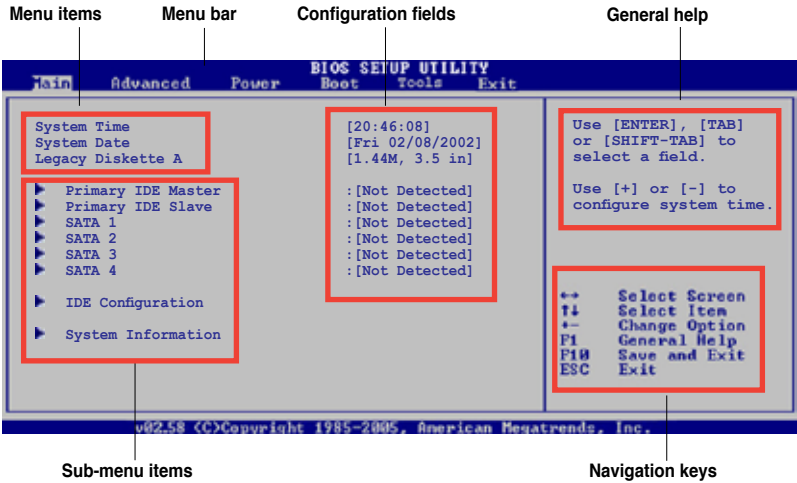 Menu items Menu bar Configuration fields General help
BIOS SETUP UTILITY
Main Advanced Power Boot Tools Exit
System Time [20:46:08]
System Date [Fri 02/08/2002]
Legacy Diskette A [1.44M, 3.5 in]
Primary IDE Master :[Not Detected]
Primary IDE Slave :[Not Detected]
SATA 1 :[Not Detected]
SATA 2 :[Not Detected]
SATA 3 :[Not Detected]
SATA 4 :[Not Detected]
IDE Configuration
System Information
Use [ENTER], [TAB]
or [SHIFT-TAB] to
select a field.
Use [+] or [-] to
configure system time.
↔ Select Screen
↑↓ Select Item
+- Change Option
F1 General Help
F10 Save and Exit
ESC Exit
v02.58 (C)Copyright 1985-2005, American Megatrends, Inc.
Sub-menu items Navigation keys